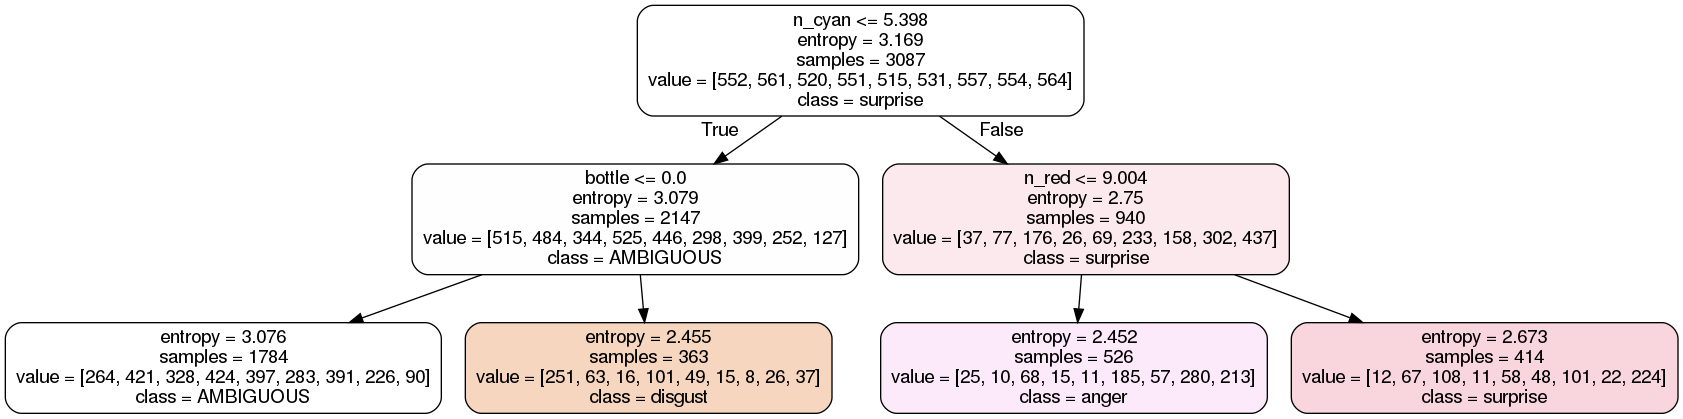 n_cyan <= 5.398
entropy = 3.169
samples = 3087
value = [552, 561, 520, 551, 515, 531, 557, 554, 564]
class = surprise
True
False
bottle <= 0.0
entropy = 3.079
samples = 2147
value = [515, 484, 344, 525, 446, 298, 399, 252, 127]
class = AMBIGUOUS
n_red <= 9.004
entropy = 2.75
samples = 940
value = [37, 77, 176, 26, 69, 233, 158, 302, 437]
class = surprise
entropy = 3.076
samples = 1784
value = [264, 421, 328, 424, 397, 283, 391, 226, 90]
class = AMBIGUOUS
entropy = 2.455
samples = 363
value = [251, 63, 16, 101, 49, 15, 8, 26, 37]
class = disgust
entropy = 2.452
samples = 526
value = [25, 10, 68, 15, 11, 185, 57, 280, 213]
class = anger
entropy = 2.673
samples = 414
value = [12, 67, 108, 11, 58, 48, 101, 22, 224]
class = surprise